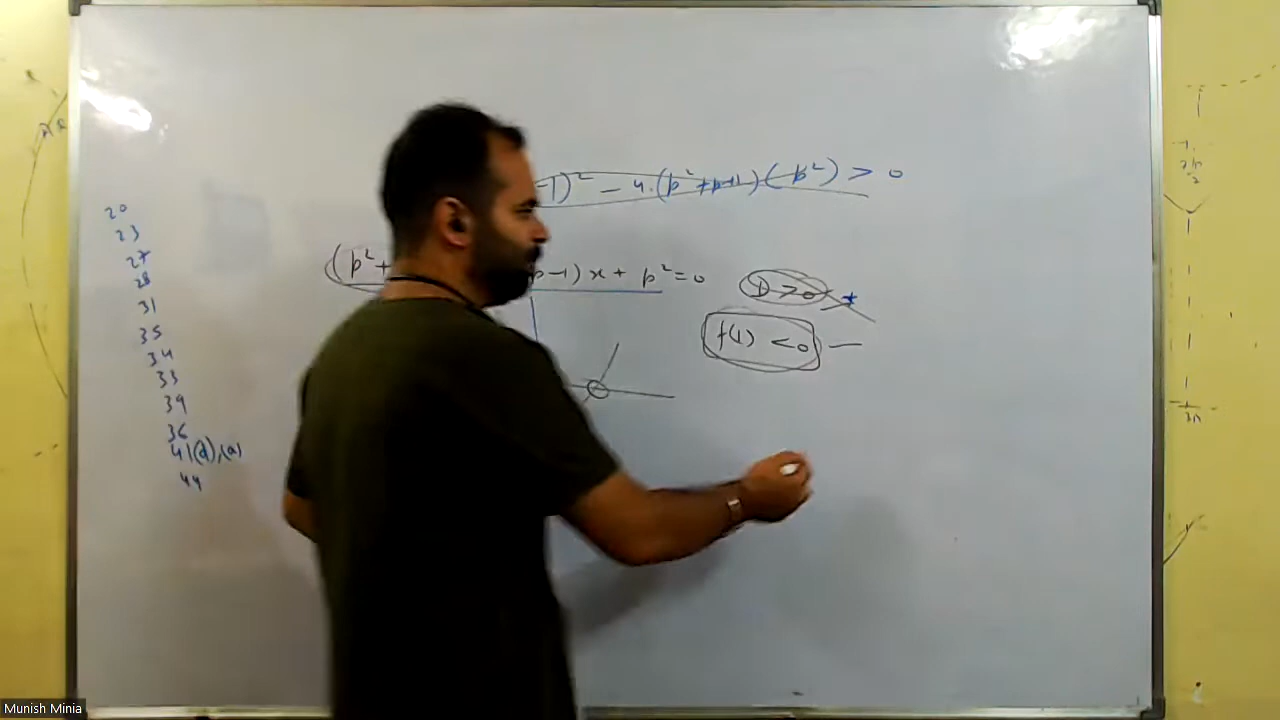 -1)² - 4.(p²+p+1)(p²) > 0
(p²+ p-1)x + p² = 0
D > 0
f(1) < 0 —
20
23
27
28
31
35
34
33
39
36
41(d),(a)
44
Munish Minia